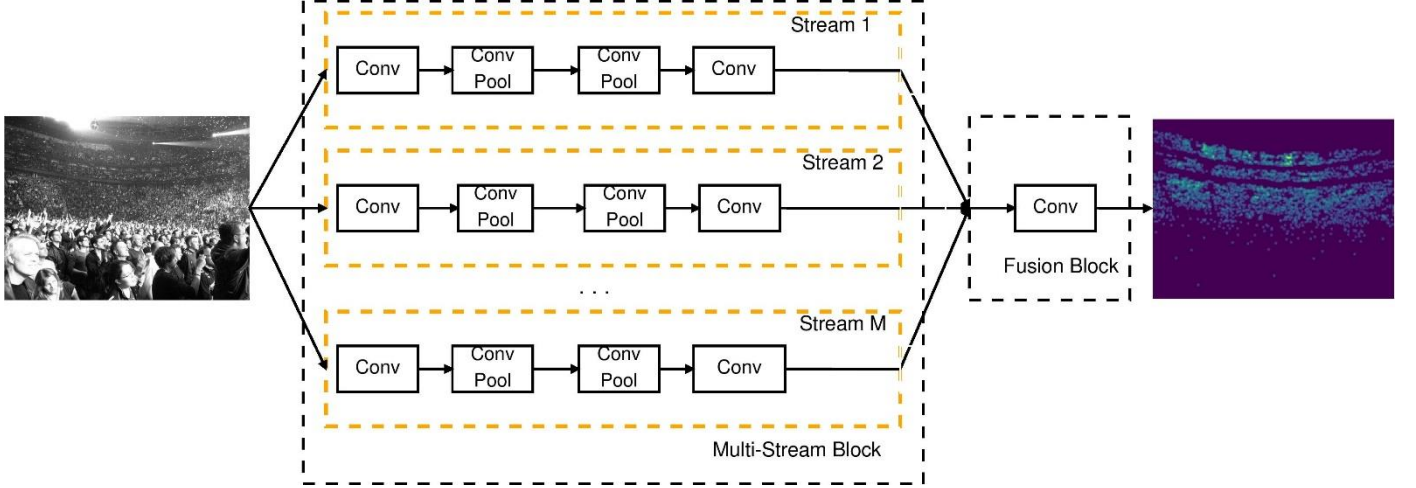 Stream 1
Conv
Conv
Pool
Conv
Pool
Conv
Stream 2
Conv
Conv
Pool
Conv
Pool
Conv
. . .
Stream M
Conv
Conv
Pool
Conv
Pool
Conv
Multi-Stream Block
Conv
Fusion Block